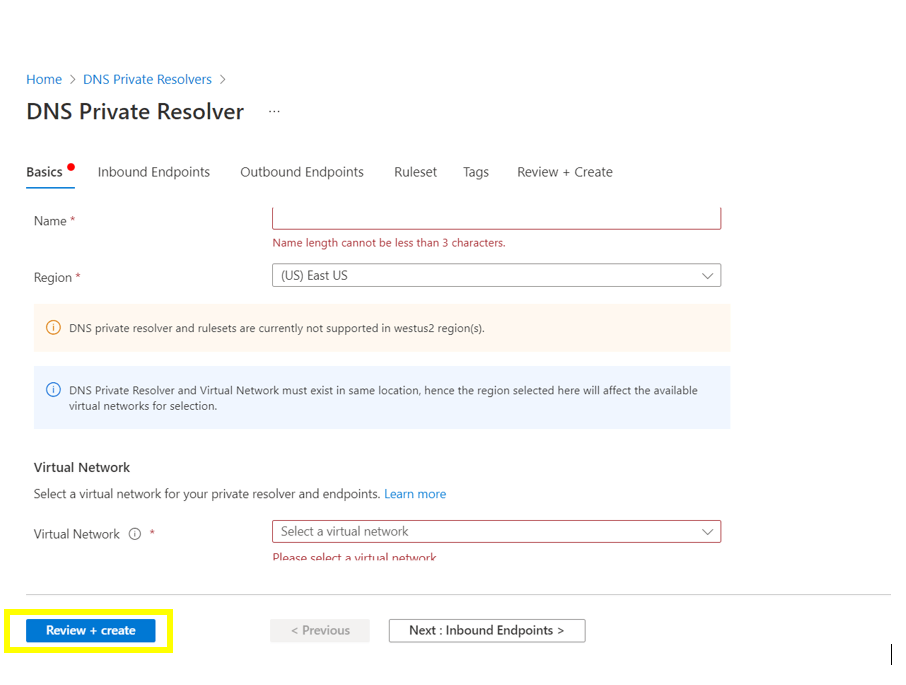 Home > DNS Private Resolvers >
DNS Private Resolver ...
Basics Inbound Endpoints Outbound Endpoints Ruleset Tags Review + Create
Name *
Name length cannot be less than 3 characters.
Region * (US) East US
DNS private resolver and rulesets are currently not supported in westus2 region(s).
DNS Private Resolver and Virtual Network must exist in same location, hence the region selected here will affect the available
virtual networks for selection.
Virtual Network
Select a virtual network for your private resolver and endpoints. Learn more
Virtual Network * Select a virtual network
Please select a virtual network
Review + create < Previous Next : Inbound Endpoints >